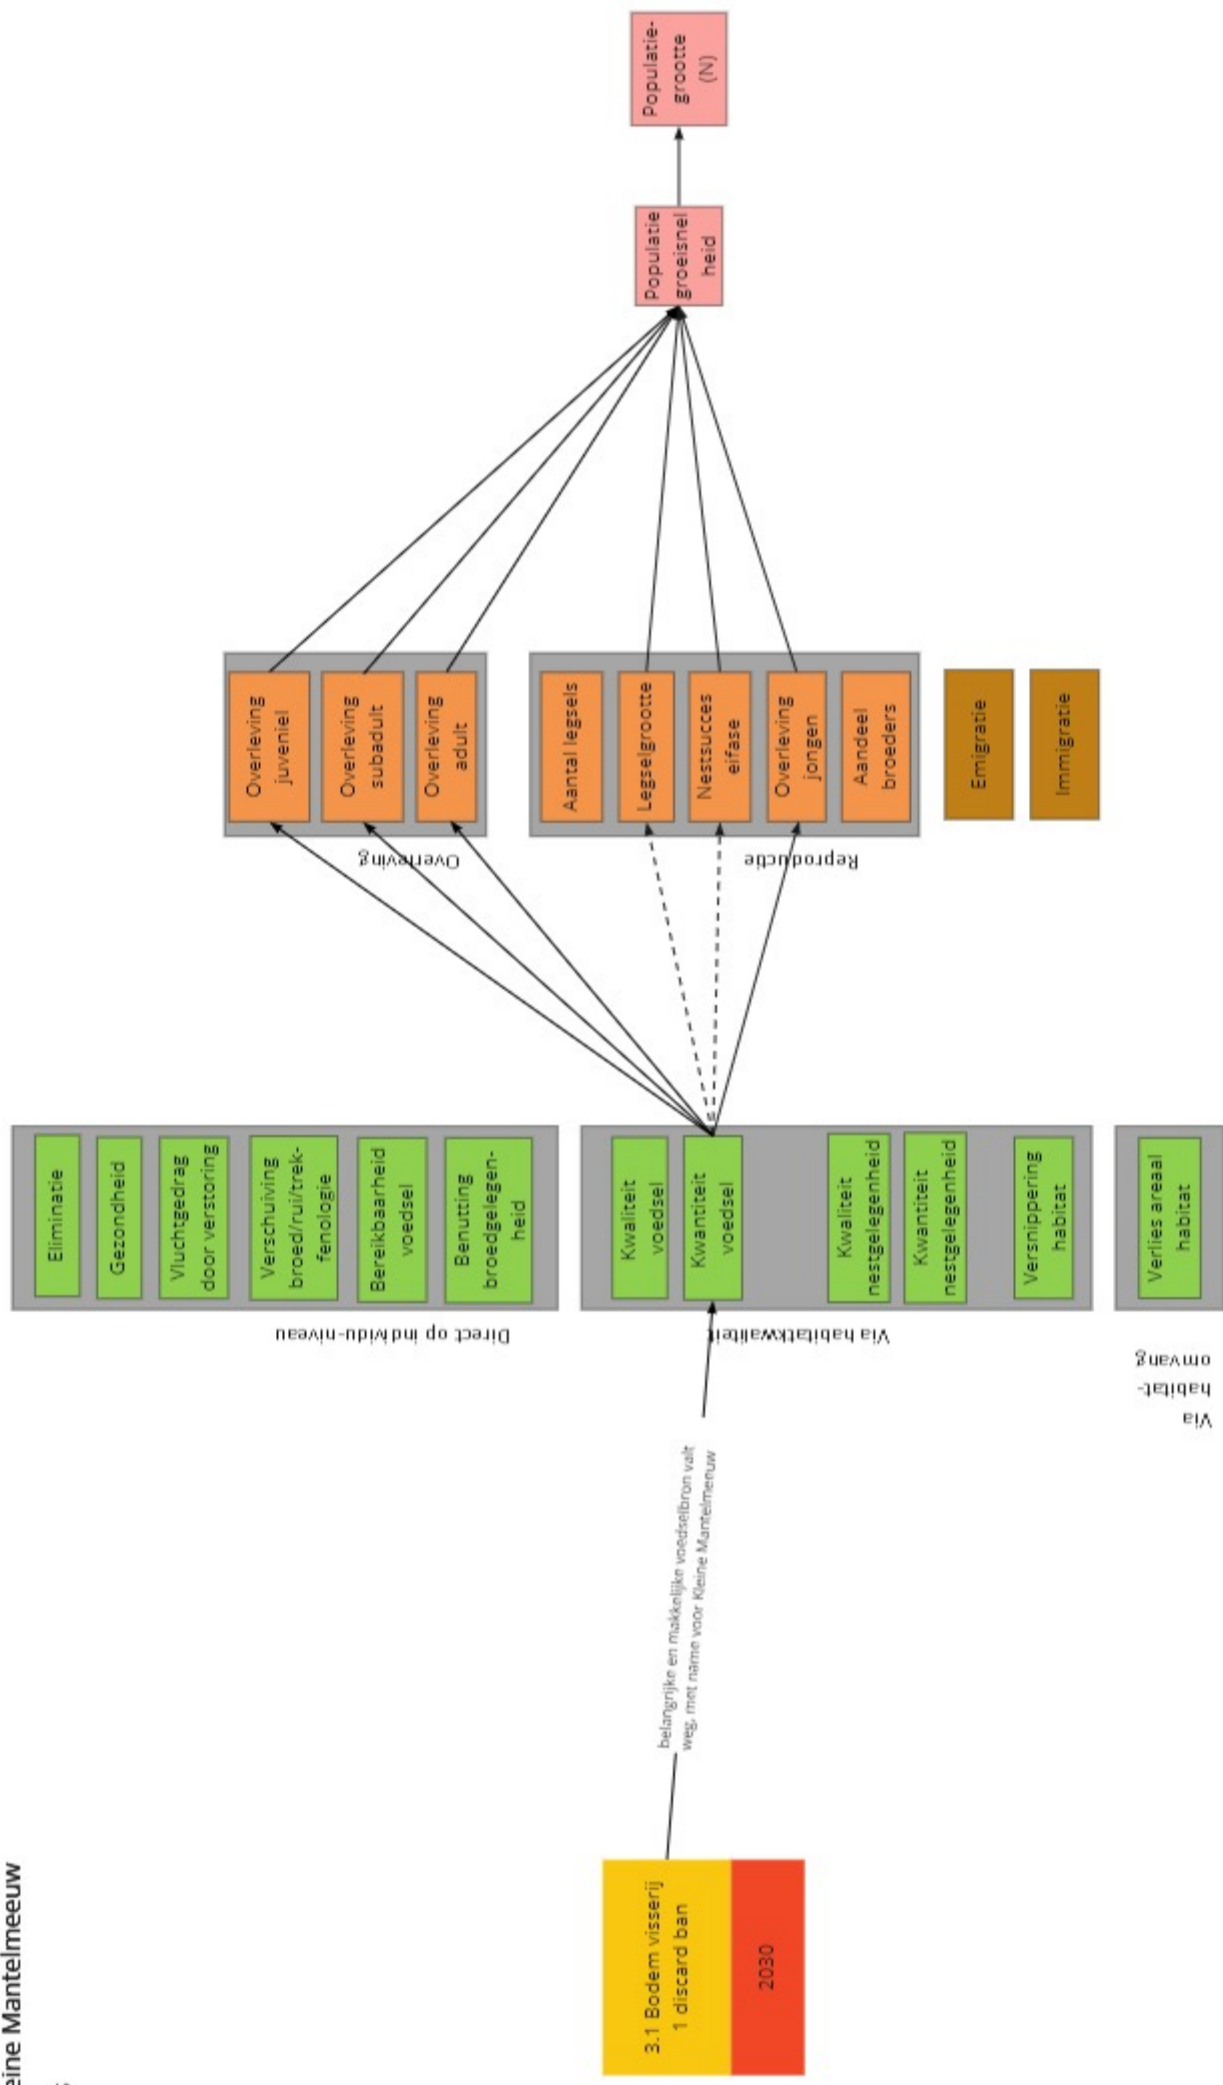 eine Mantelmeeuw
3.1 Bodem visserij
1 discard ban
2030
belangrijke en makkelijke voedselbron valt
weg, met name voor Kleine Mantelmeeuw
Direct op individu-niveau
Eliminatie
Gezondheid
Vluchtgedrag
door verstoring
Verschuiving
broed/rui/trek-
fenologie
Bereikbaarheid
voedsel
Benutting
broedgelegen-
heid
Via habitatkwaliteit
Kwaliteit
voedsel
Kwantiteit
voedsel
Kwaliteit
nestgelegenheid
Kwantiteit
nestgelegenheid
Versnippering
habitat
Via
habitat-
omvang
Verlies areaal
habitat
Overleving
Overleving
juveniel
Overleving
subadult
Overleving
adult
Reproductie
Aantal legsels
Legselgrootte
Nestsucces
eifase
Overleving
jongen
Aandeel
broeders
Emigratie
Immigratie
Populatie
groeisnel
heid
Populatie-
grootte
(N)